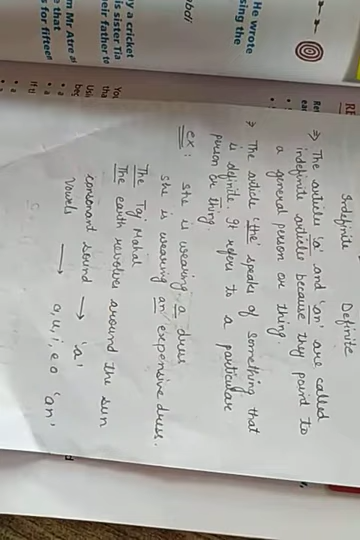 Indefinite Definite
⇒ The articles 'a' and 'an' are called
indefinite articles because they point to
a general person or thing.
⇒ The article 'the' speaks of something that
is definite. It refers to a particular
person or thing.
ex: she is wearing a dress
she is wearing an expensive dress.
The Taj Mahal
The earth revolves around the sun
consonant sound → 'a'
vowels → a, u, i, e o 'an'
He wrote
sing the
y a cricket
is sister Tia
eir father to
m Mr Atre a
e that
s for fifteen